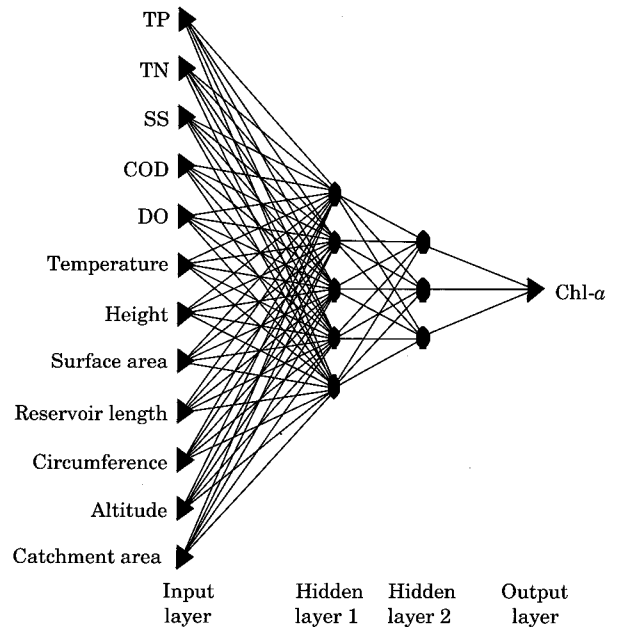 TP
TN
SS
COD
DO
Temperature
Height
Surface area
Reservoir length
Circumference
Altitude
Catchment area
Chl-a
Input
layer
Hidden
layer 1
Hidden
layer 2
Output
layer